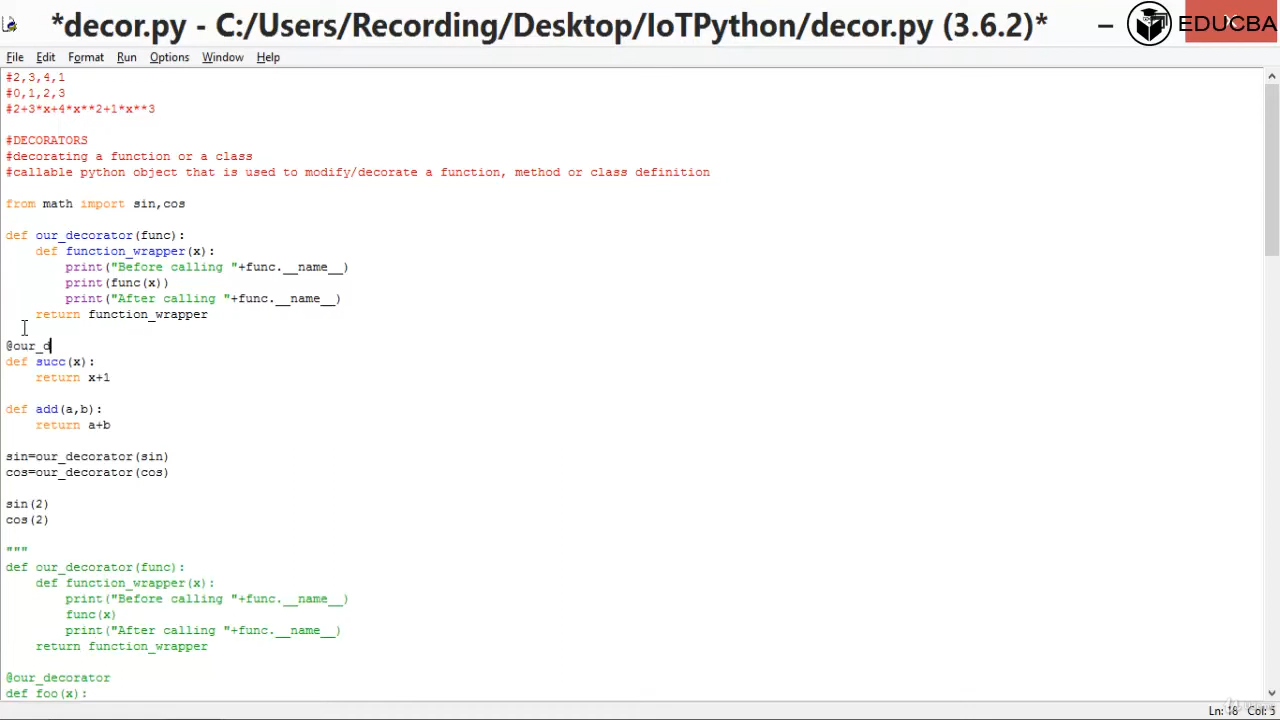 *decor.py - C:/Users/Recording/Desktop/IoTPython/decor.py (3.6.2)*
EDUCBA
File Edit Format Run Options Window Help
#2,3,4,1
#0,1,2,3
#2+3*x+4*x**2+1*x**3
#DECORATORS
#decorating a function or a class
#callable python object that is used to modify/decorate a function, method or class definition
from math import sin,cos
def our_decorator(func):
    def function_wrapper(x):
        print("Before calling "+func.__name__)
        print(func(x))
        print("After calling "+func.__name__)
    return function_wrapper
@our_d
def succ(x):
    return x+1
def add(a,b):
    return a+b
sin=our_decorator(sin)
cos=our_decorator(cos)
sin(2)
cos(2)
"""
def our_decorator(func):
    def function_wrapper(x):
        print("Before calling "+func.__name__)
        func(x)
        print("After calling "+func.__name__)
    return function_wrapper
@our_decorator
def foo(x):